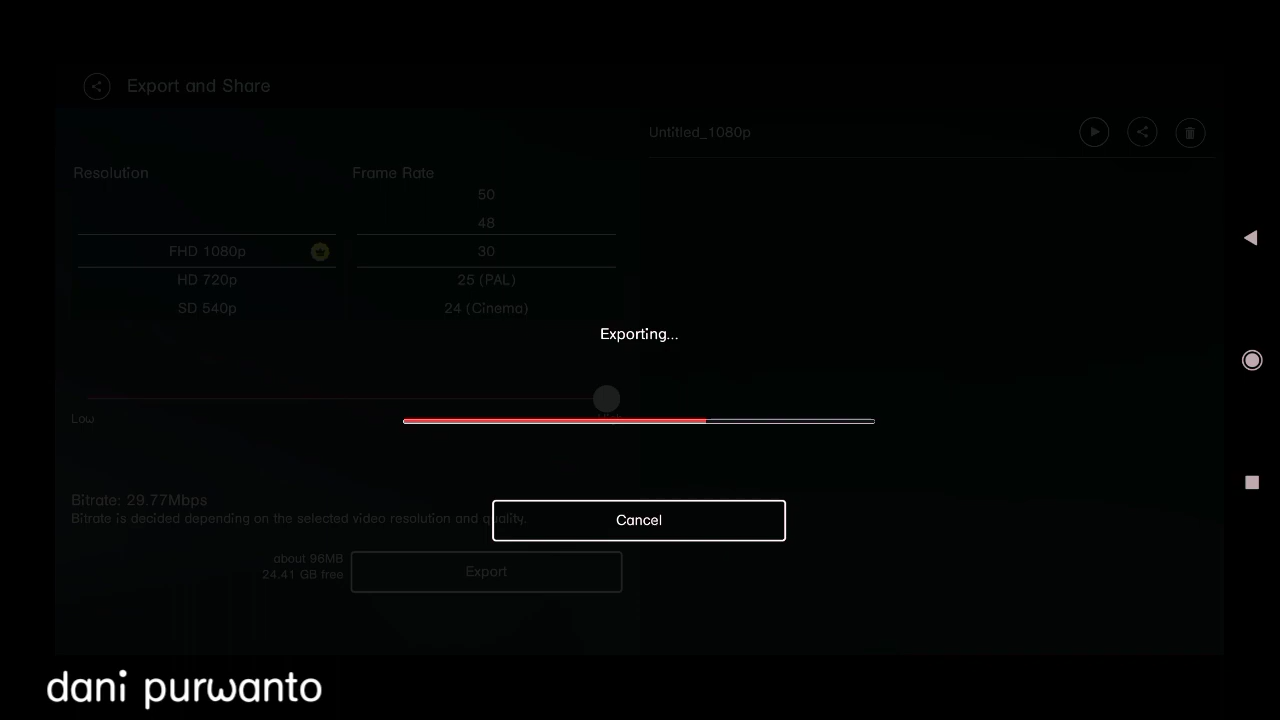 Export and Share
Untitled_1080p
Resolution
Frame Rate
50
48
FHD 1080p
30
HD 720p
25 (PAL)
SD 540p
24 (Cinema)
Exporting...
Low
High
Bitrate: 29.77Mbps
Bitrate is decided depending on the selected video resolution and quality.
Cancel
about 96MB
24.41 GB free
Export
dani purwanto